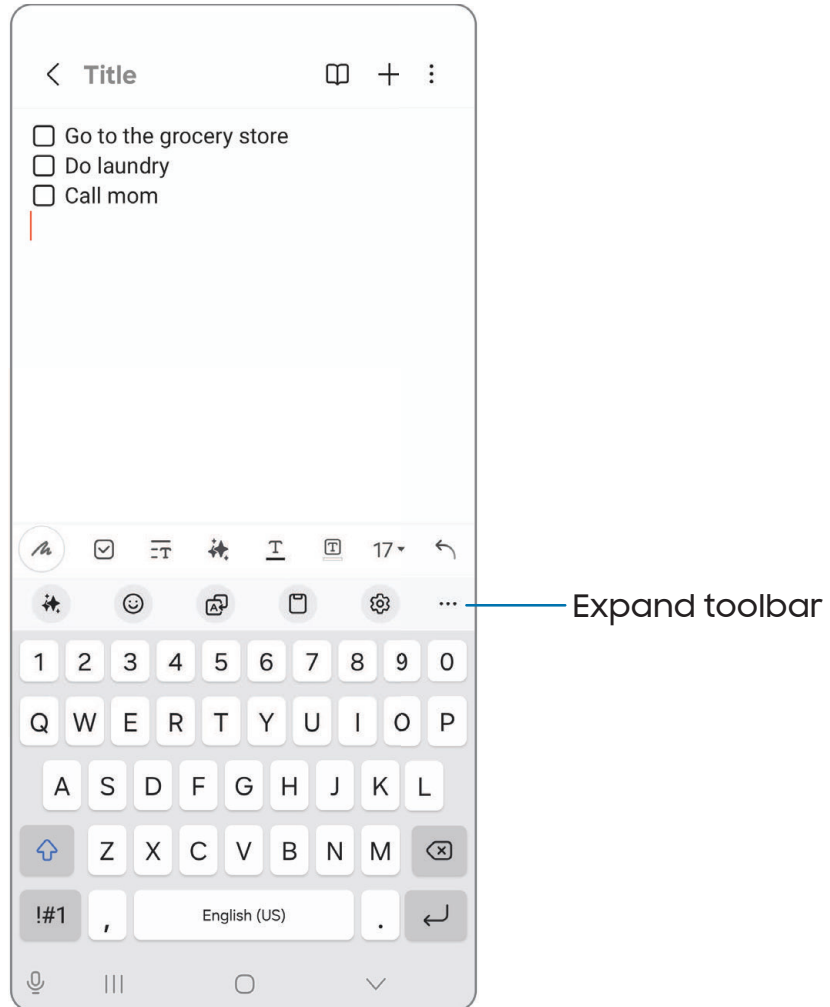 Title
Go to the grocery store
Do laundry
Call mom
17
Expand toolbar
1 2 3 4 5 6 7 8 9 0
Q W E R T Y U I O P
A S D F G H J K L
Z X C V B N M
!#1 , English (US) .